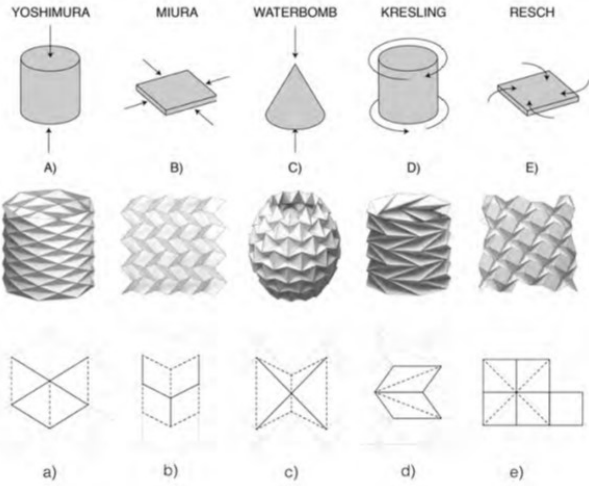 YOSHIMURA MIURA WATERBOMB KRESLING RESCH
A) B) C) D) E)
a) b) c) d) e)